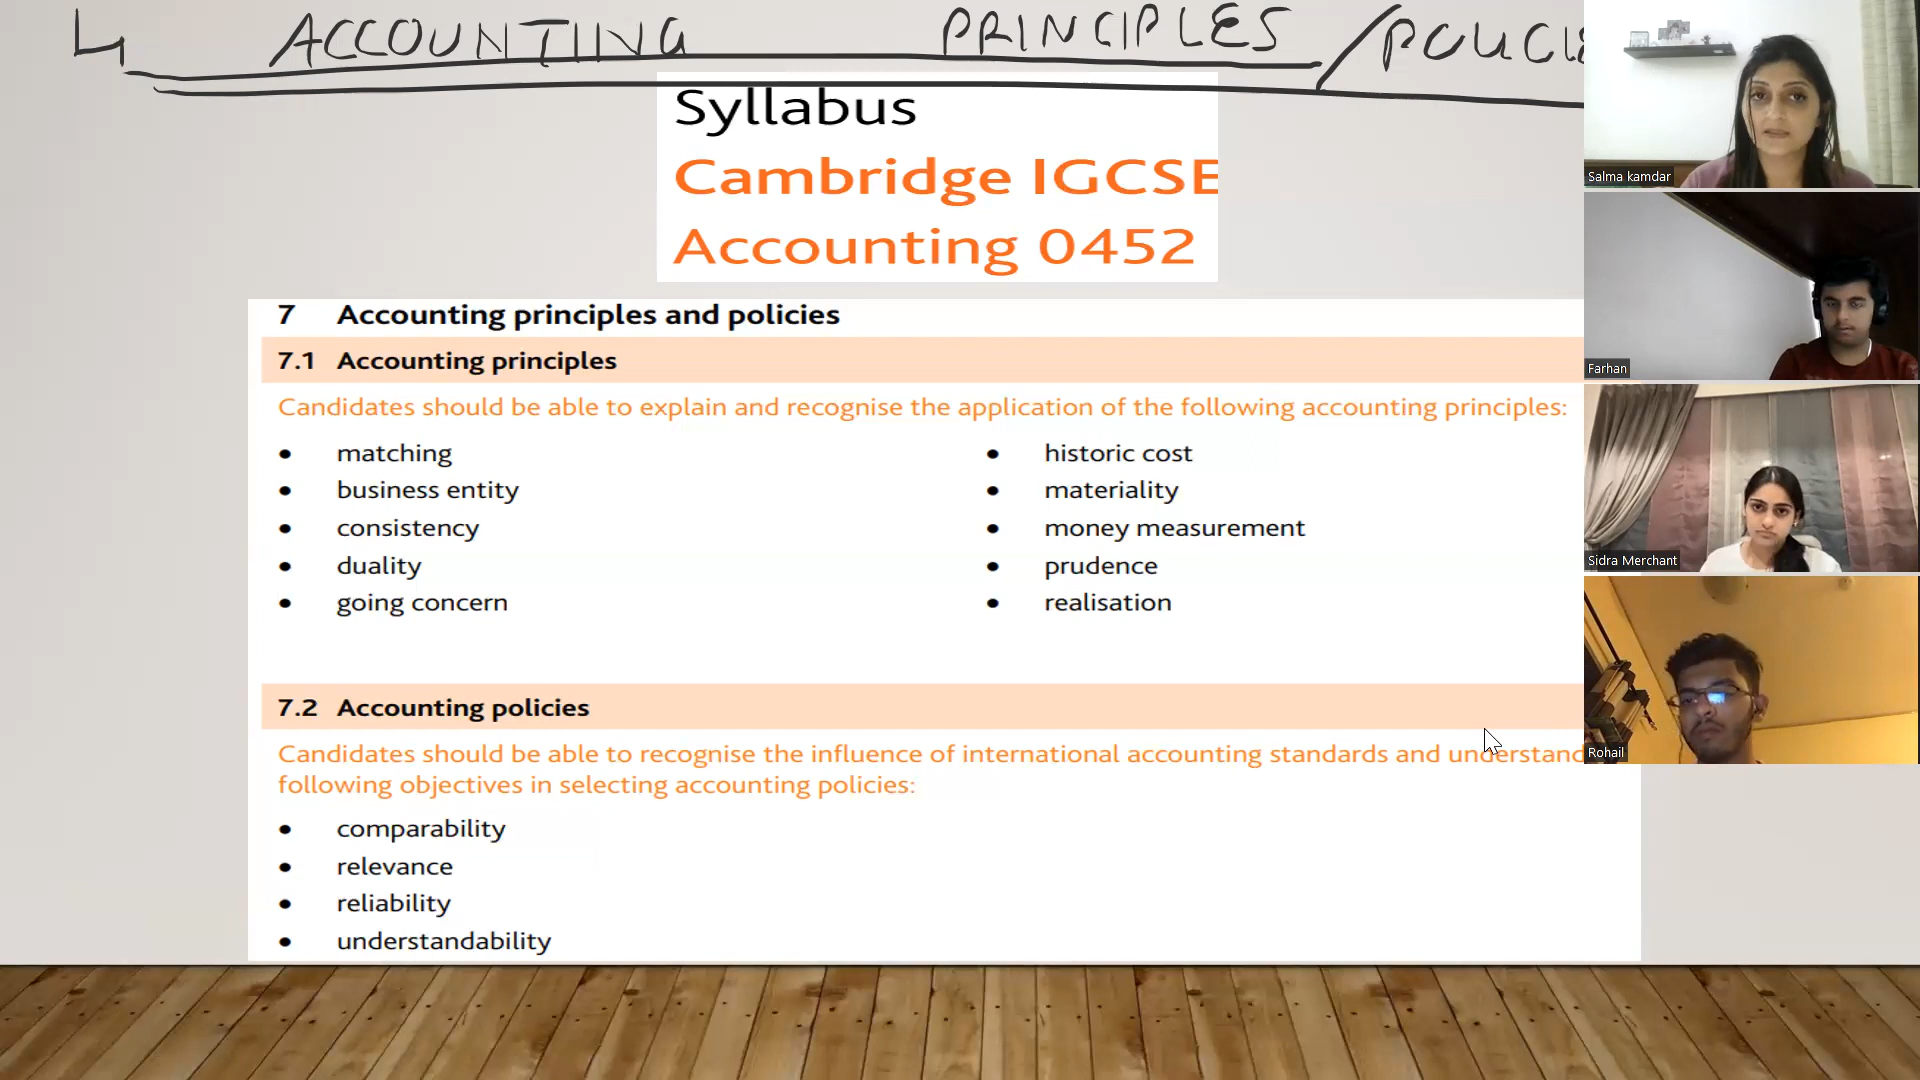 4 ACCOUNTING PRINCIPLES /
Syllabus
Cambridge IGCSE
Accounting 0452
7 Accounting principles and policies
7.1 Accounting principles
Candidates should be able to explain and recognise the application of the following accounting principles:
• matching
• business entity
• consistency
• duality
• going concern
• historic cost
• materiality
• money measurement
• prudence
• realisation
7.2 Accounting policies
Candidates should be able to recognise the influence of international accounting standards and understand
following objectives in selecting accounting policies:
• comparability
• relevance
• reliability
• understandability
Salma kamdar
Farhan
Sidra Merchant
Rohail